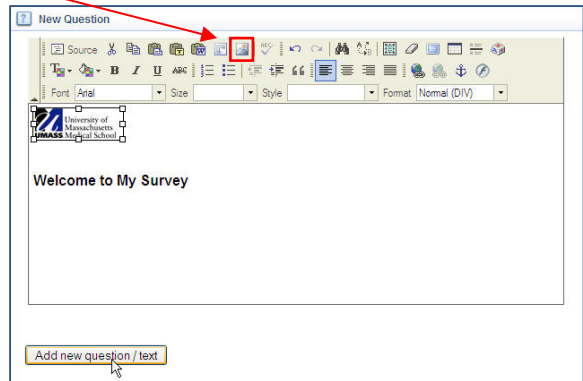 New Question
Source
B I U ABC
Font Arial Size Style Format Normal (DIV)
University of
Massachusetts
UMASS Medical School
Welcome to My Survey
Add new question / text